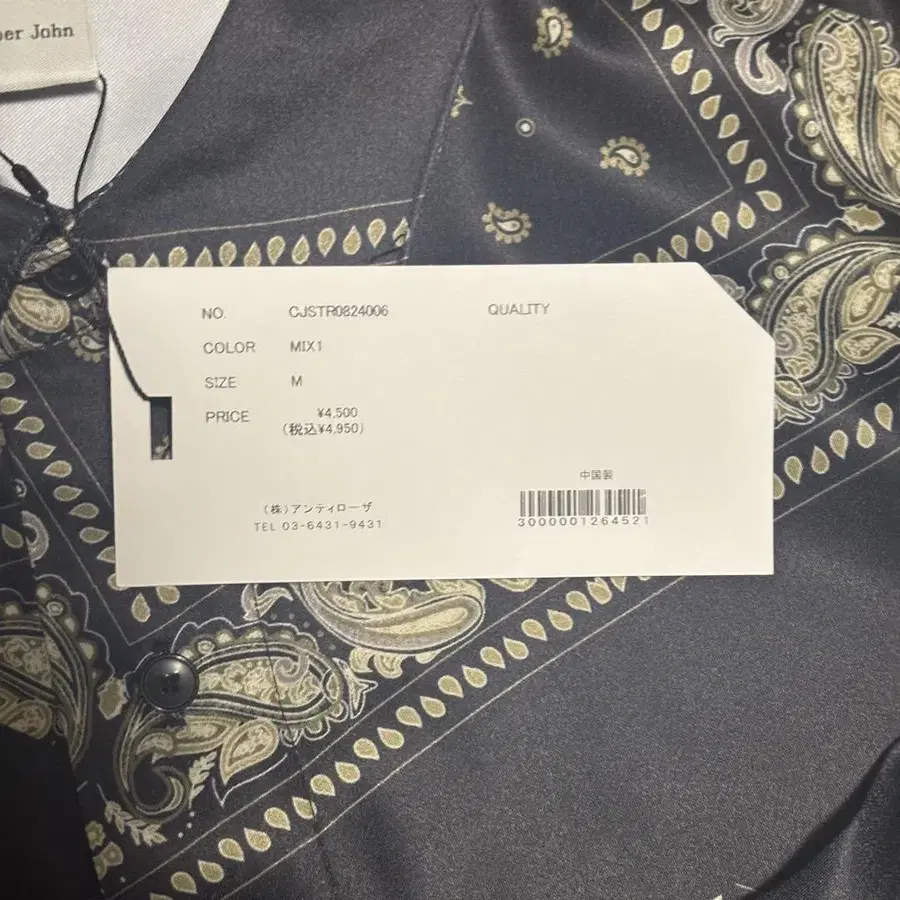 John
NO. CJSTR0824006 QUALITY
COLOR MIX1
SIZE M
PRICE ¥4,500
(税込¥4,950)
中国製
(株)アンティローザ
TEL 03-6431-9431
3000001264521